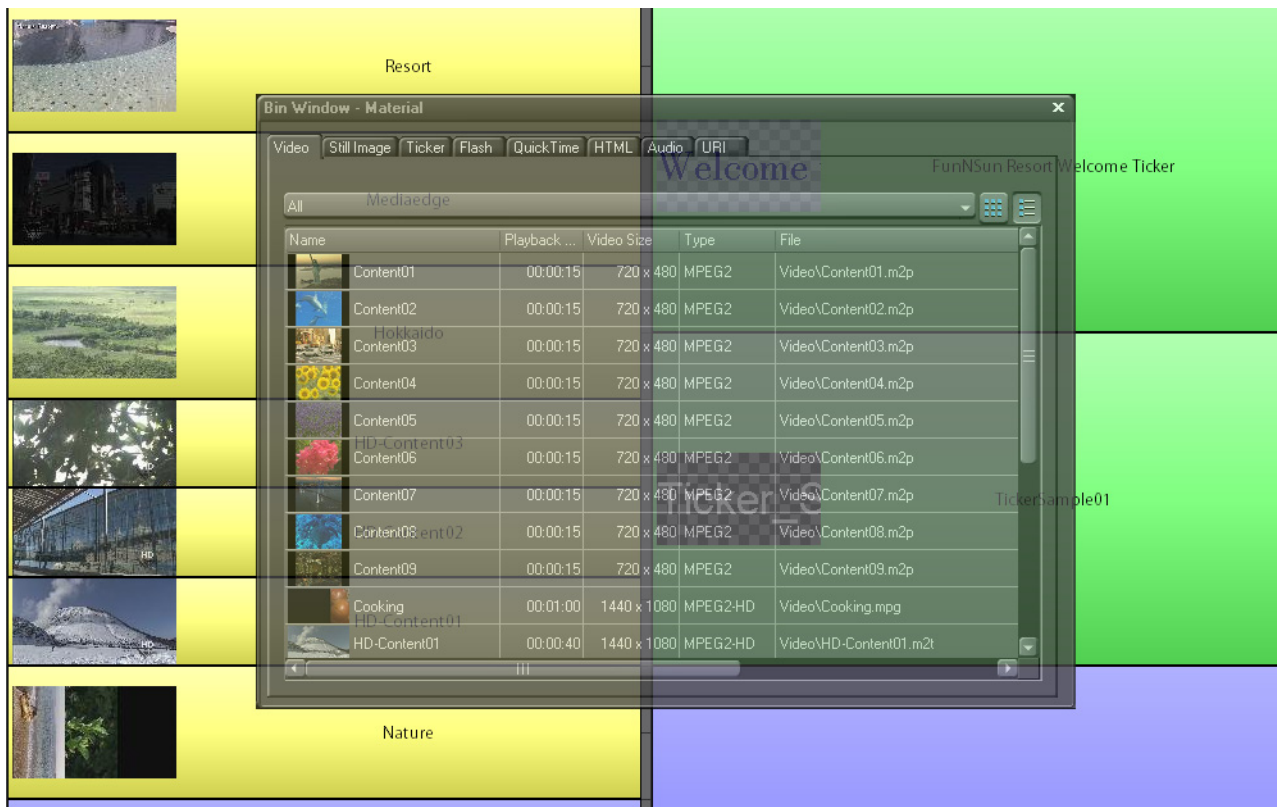 Resort
Bin Window - Material
x
Video Still Image Ticker Flash QuickTime HTML Audio URI
Welcome
FunNSun Resort Welcome Ticker
Mediaedge
All
Name Playback ... Video Size Type File
Content01 00:00:15 720 x 480 MPEG2 Video\Content01.m2p
Content02 00:00:15 720 x 480 MPEG2 Video\Content02.m2p
Hokkaido
Content03 00:00:15 720 x 480 MPEG2 Video\Content03.m2p
Content04 00:00:15 720 x 480 MPEG2 Video\Content04.m2p
Content05 00:00:15 720 x 480 MPEG2 Video\Content05.m2p
HD-Content03
Content06 00:00:15 720 x 480 MPEG2 Video\Content06.m2p
HD
Content07 00:00:15 720 x 480 MPEG2 Video\Content07.m2p
Ticker_S
TickerSample01
Content08 00:00:15 720 x 480 MPEG2 Video\Content08.m2p
HD-Content02
HD
Content09 00:00:15 720 x 480 MPEG2 Video\Content09.m2p
Cooking 00:01:00 1440 x 1080 MPEG2-HD Video\Cooking.mpg
HD-Content01
HD-Content01 00:00:40 1440 x 1080 MPEG2-HD Video\HD-Content01.m2t
HD
Nature